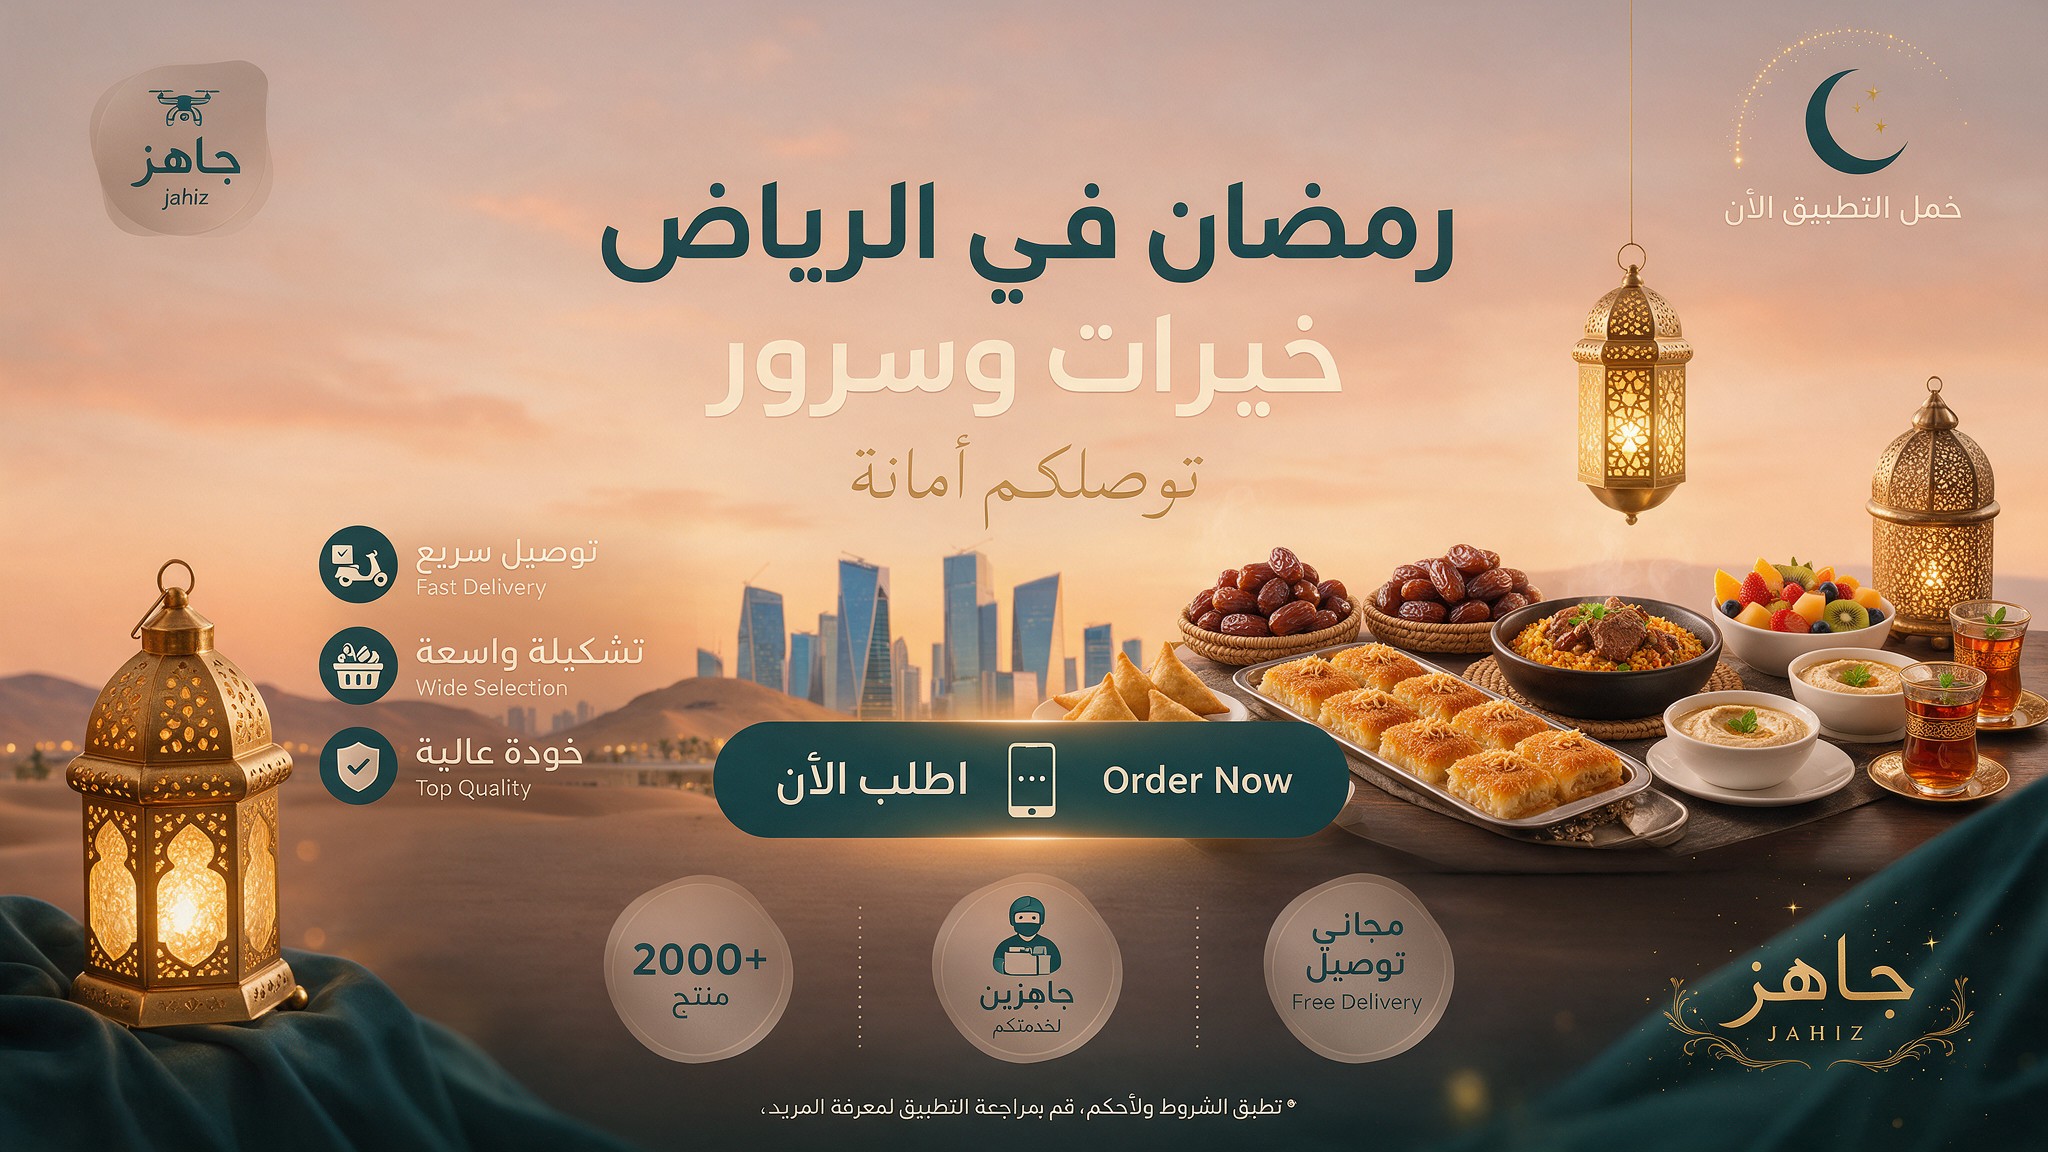 جاهز
jahiz
خمل التطبيق الأن
رمضان في الرياض
خيرات وسرور
توصلكم أمانة
توصيل سريع
Fast Delivery
تشكيلة واسعة
Wide Selection
خودة عالية
Top Quality
اطلب الأن
Order Now
مجاني
توصيل
Free Delivery
جاهزين
لخدمتكم
2000+
منتج
جاهز
JAHIZ
* تطبق الشروط ولأحكم، قم بمراجعة التطبيق لمعرفة المريد،